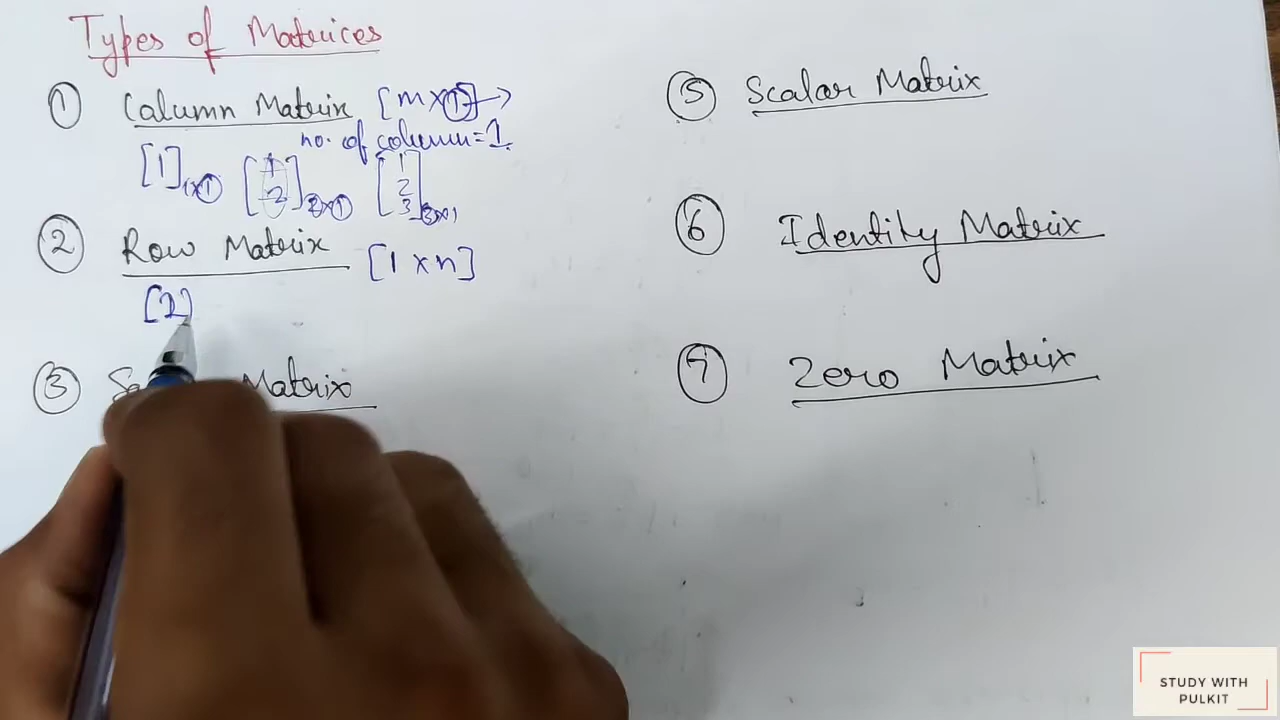 Types of Matrices
① Column Matrix [m×①]→
no. of column=1.
[1]1×① [1 2]2×① [1 2 3]3×1
② Row Matrix [1×n]
[2]
③ Matrix
⑤ Scalar Matrix
⑥ Identity Matrix
⑦ Zero Matrix
STUDY WITH
PULKIT